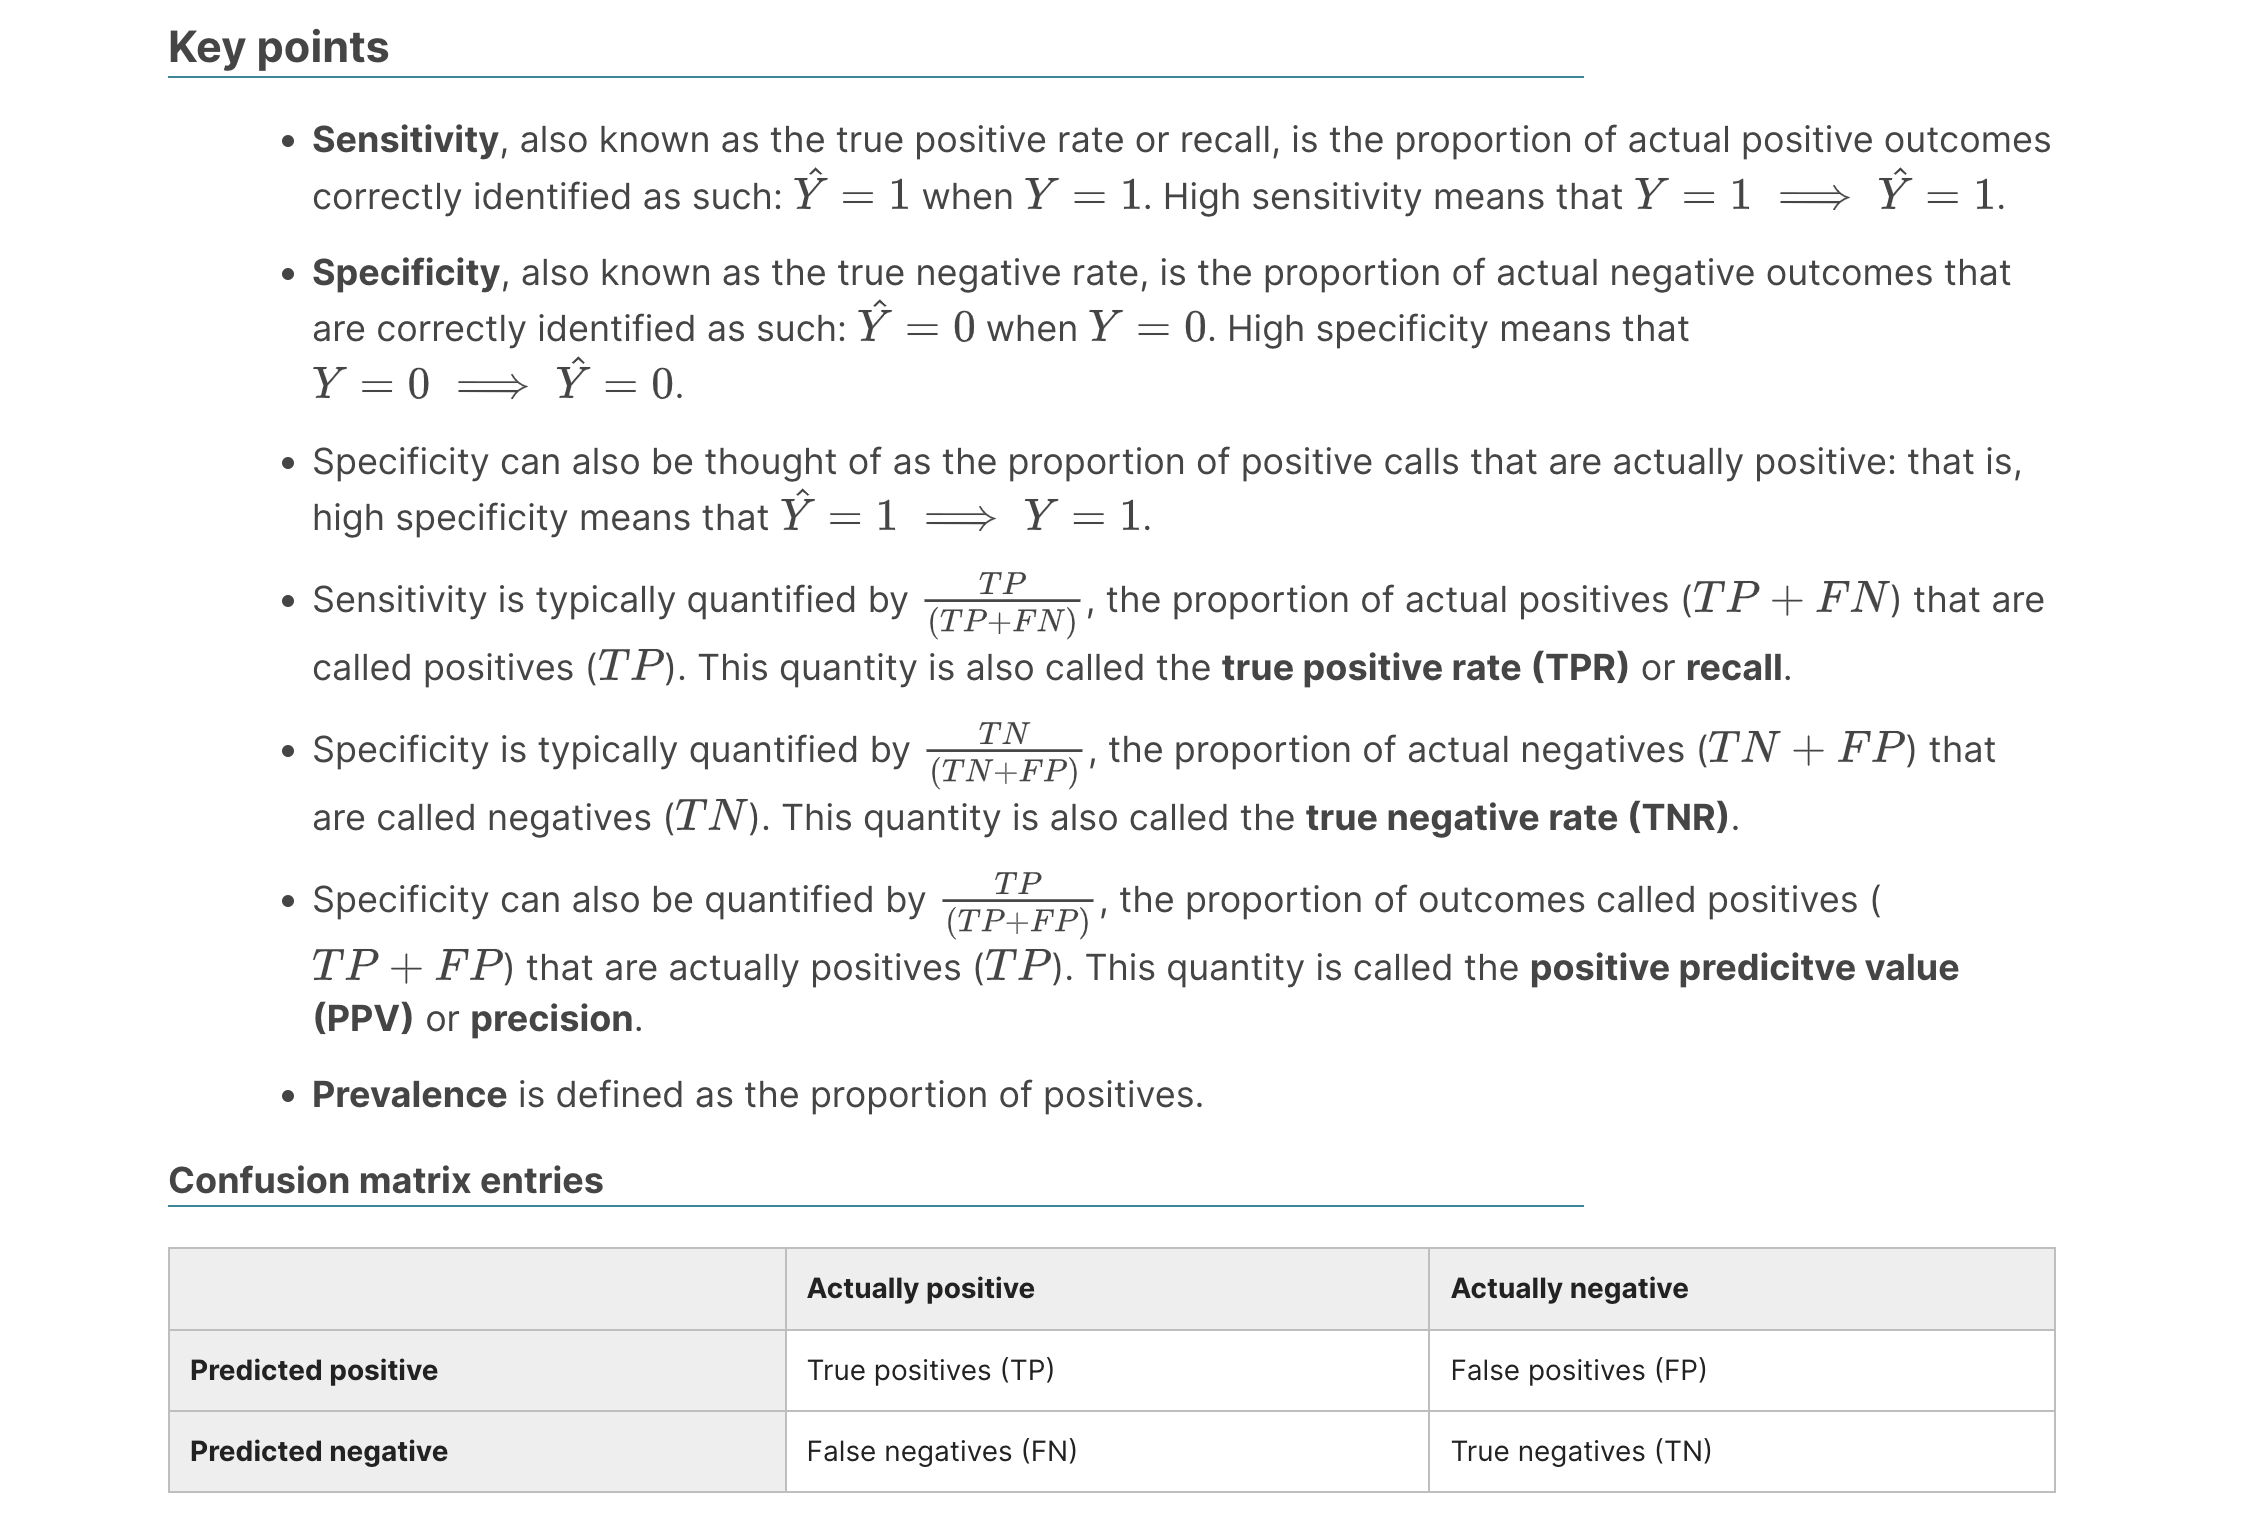 Key points
• Sensitivity, also known as the true positive rate or recall, is the proportion of actual positive outcomes
correctly identified as such: Ŷ = 1 when Y = 1. High sensitivity means that Y = 1 ⟹ Ŷ = 1.
• Specificity, also known as the true negative rate, is the proportion of actual negative outcomes that
are correctly identified as such: Ŷ = 0 when Y = 0. High specificity means that
Y = 0 ⟹ Ŷ = 0.
• Specificity can also be thought of as the proportion of positive calls that are actually positive: that is,
high specificity means that Ŷ = 1 ⟹ Y = 1.
• Sensitivity is typically quantified by TP/(TP+FN), the proportion of actual positives (TP + FN) that are
called positives (TP). This quantity is also called the true positive rate (TPR) or recall.
• Specificity is typically quantified by TN/(TN+FP), the proportion of actual negatives (TN + FP) that
are called negatives (TN). This quantity is also called the true negative rate (TNR).
• Specificity can also be quantified by TP/(TP+FP), the proportion of outcomes called positives (
TP + FP) that are actually positives (TP). This quantity is called the positive predicitve value
(PPV) or precision.
• Prevalence is defined as the proportion of positives.
Confusion matrix entries
Actually positive Actually negative
Predicted positive True positives (TP) False positives (FP)
Predicted negative False negatives (FN) True negatives (TN)